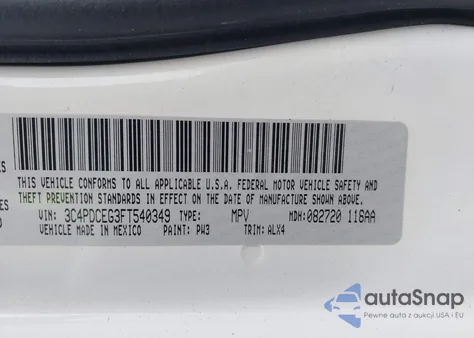 THIS VEHICLE CONFORMS TO ALL APPLICABLE U.S.A. FEDERAL MOTOR VEHICLE SAFETY AND
THEFT PREVENTION STANDARDS IN EFFECT ON THE DATE OF MANUFACTURE SHOWN ABOVE.
VIN: 3C4PDCEG3FT540349 TYPE: MPV MDH: 082720 116AA
VEHICLE MADE IN MEXICO PAINT: PW3 TRIM: ALX4
autaSnap
Pewne auta z aukcji USA i EU